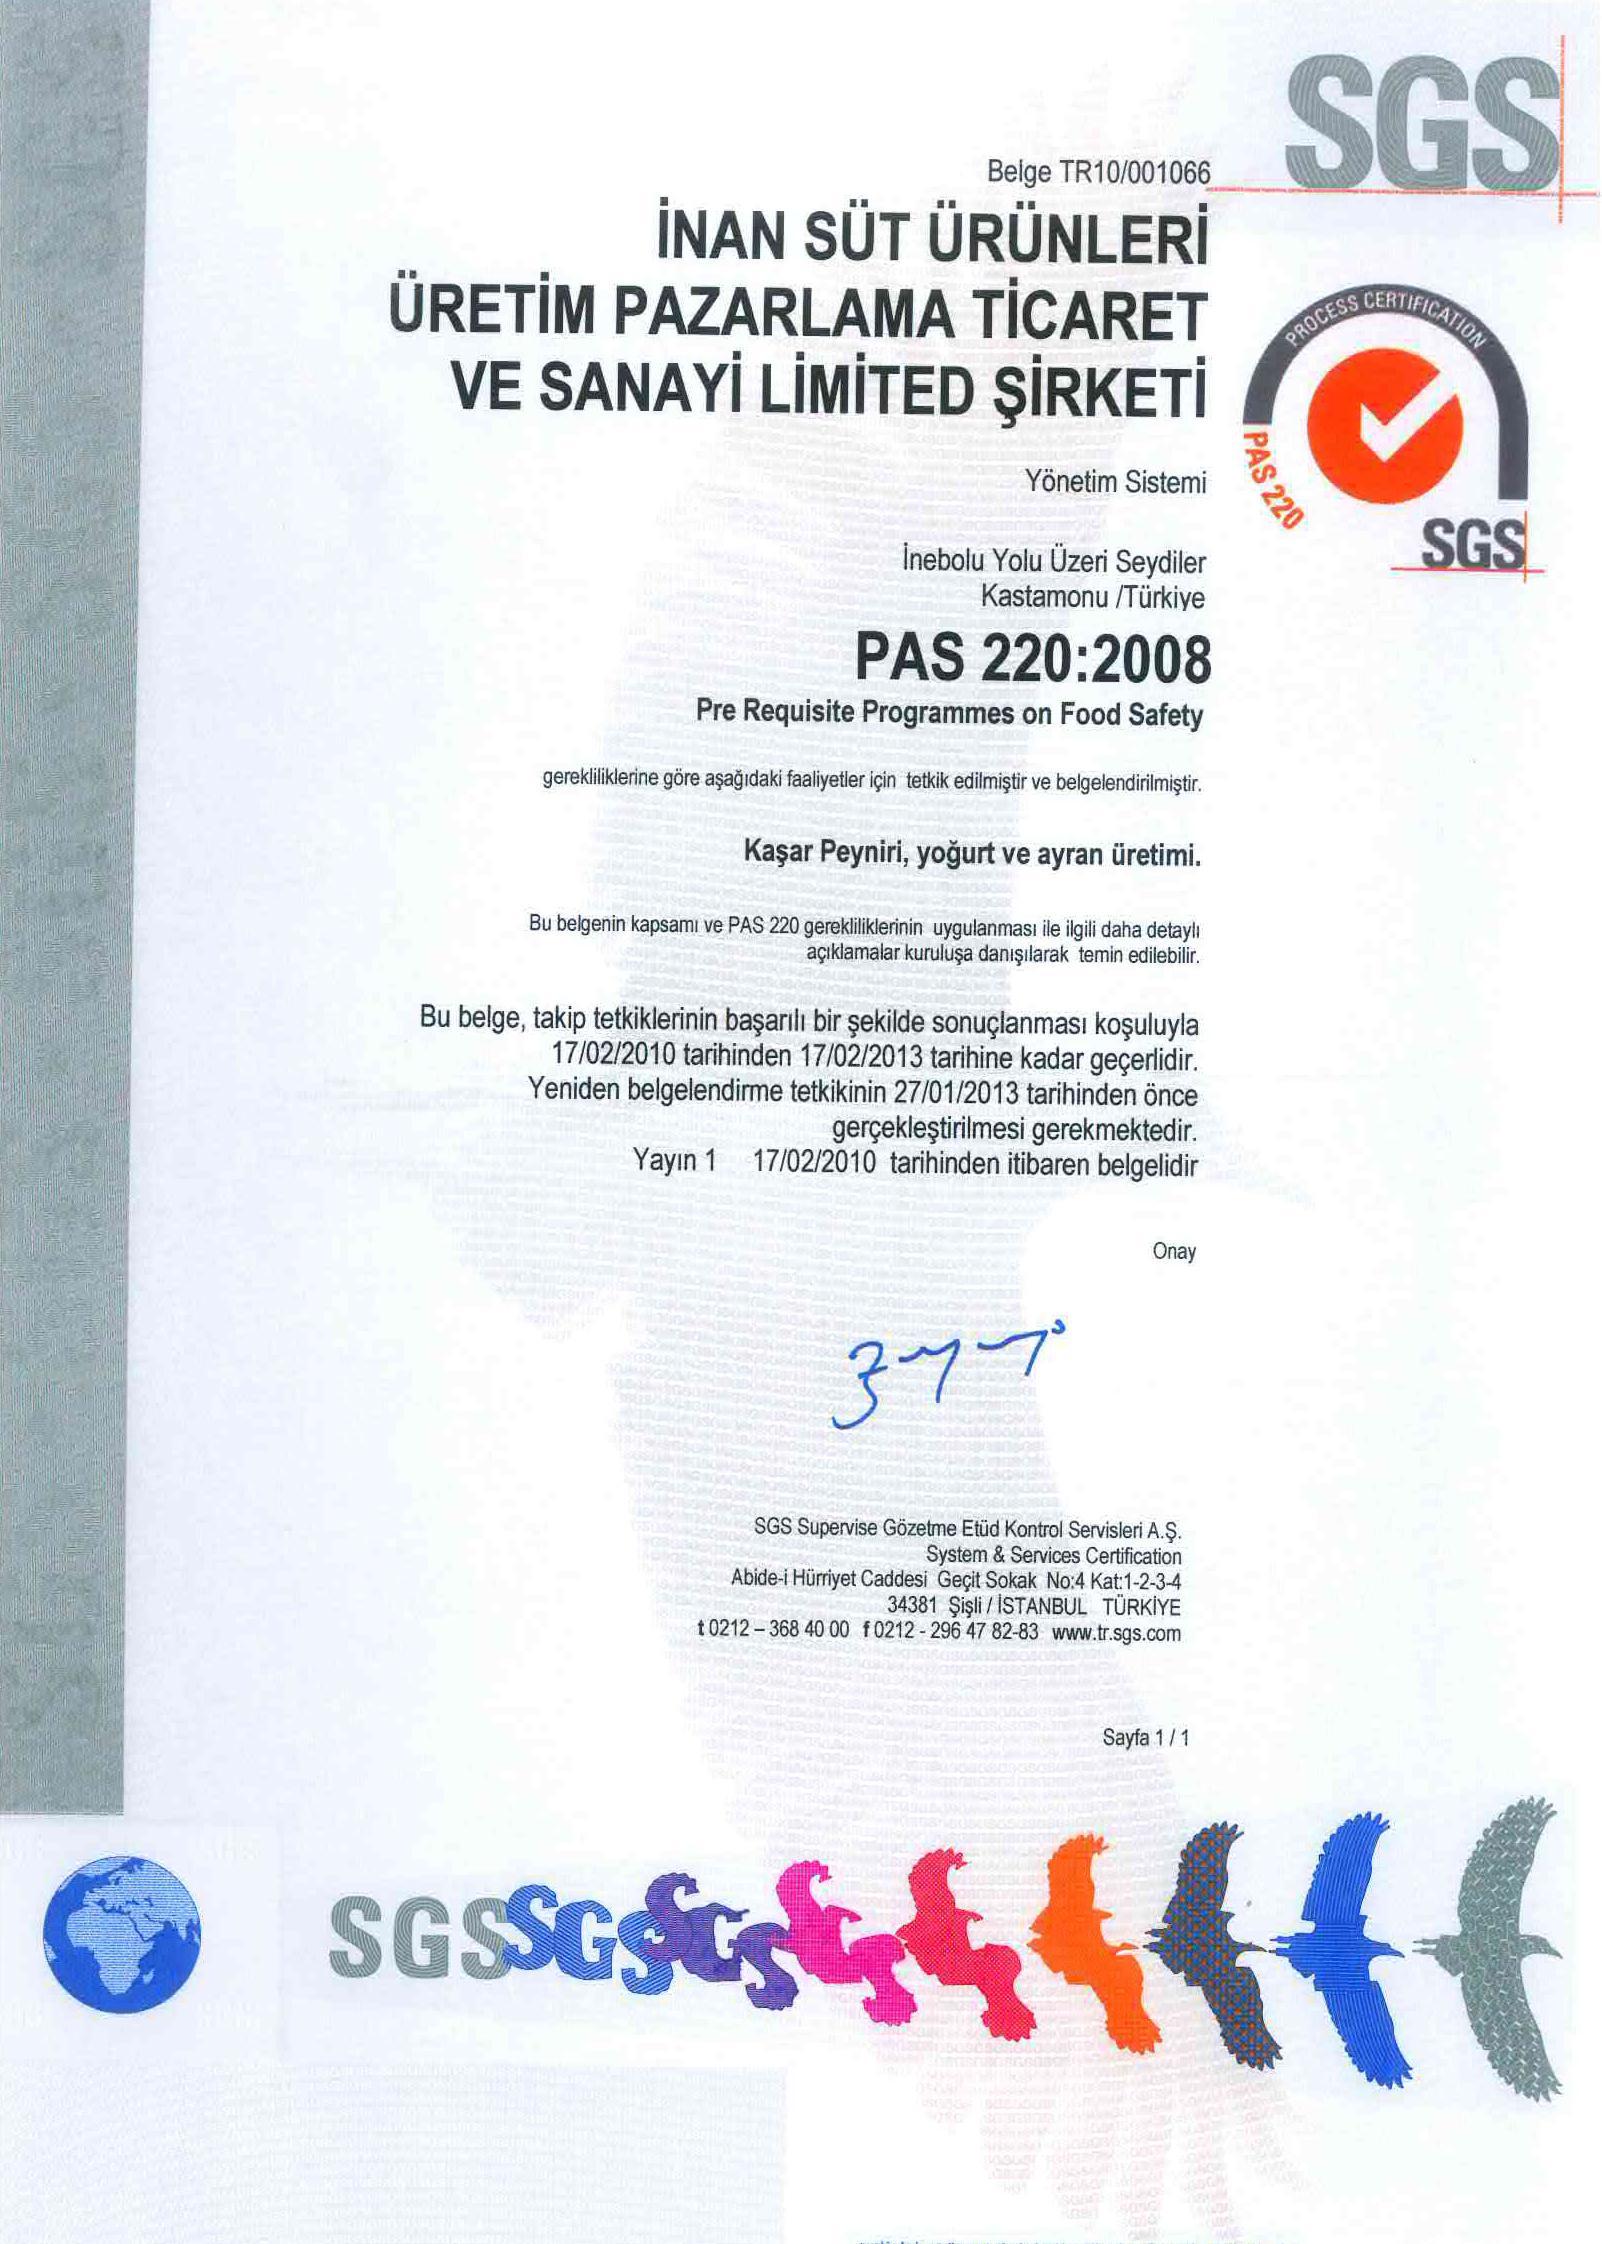 SGS
Belge TR10/001066
İNAN SÜT ÜRÜNLERİ
ÜRETİM PAZARLAMA TİCARET
VE SANAYİ LİMİTED ŞİRKETİ
PROCESS CERTIFICATION
PAS 220
SGS
Yönetim Sistemi
İnebolu Yolu Üzeri Seydiler
Kastamonu /Türkiye
PAS 220:2008
Pre Requisite Programmes on Food Safety
gerekliliklerine göre aşağıdaki faaliyetler için tetkik edilmiştir ve belgelendirilmiştir.
Kaşar Peyniri, yoğurt ve ayran üretimi.
Bu belgenin kapsamı ve PAS 220 gerekliliklerinin uygulanması ile ilgili daha detaylı
açıklamalar kuruluşa danışılarak temin edilebilir.
Bu belge, takip tetkiklerinin başarılı bir şekilde sonuçlanması koşuluyla
17/02/2010 tarihinden 17/02/2013 tarihine kadar geçerlidir.
Yeniden belgelendirme tetkikinin 27/01/2013 tarihinden önce
gerçekleştirilmesi gerekmektedir.
Yayın 1 17/02/2010 tarihinden itibaren belgelidir
Onay
SGS Supervise Gözetme Etüd Kontrol Servisleri A.Ş.
System & Services Certification
Abide-i Hürriyet Caddesi Geçit Sokak No:4 Kat:1-2-3-4
34381 Şişli / İSTANBUL TÜRKİYE
t 0212 – 368 40 00 f 0212 - 296 47 82-83 www.tr.sgs.com
Sayfa 1 / 1
SGS SGS SGS